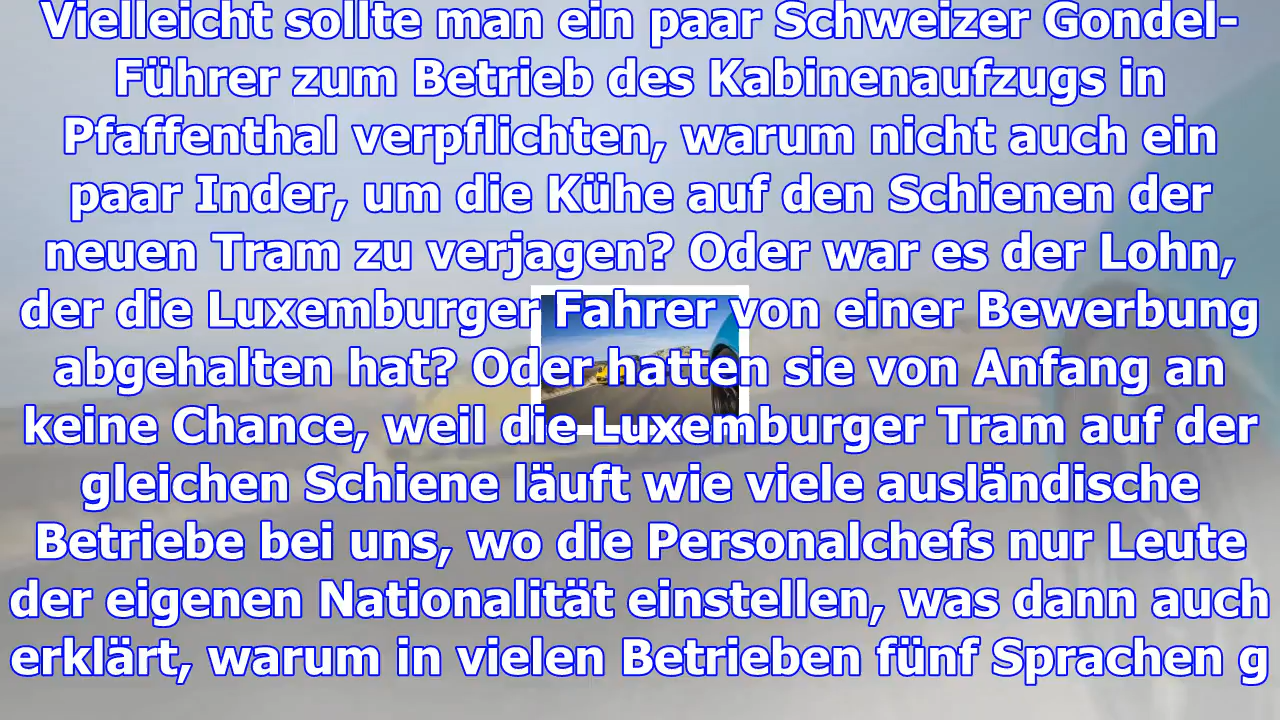 Vielleicht sollte man ein paar Schweizer Gondel-
Führer zum Betrieb des Kabinenaufzugs in
Pfaffenthal verpflichten, warum nicht auch ein
paar Inder, um die Kühe auf den Schienen der
neuen Tram zu verjagen? Oder war es der Lohn,
der die Luxemburger Fahrer von einer Bewerbung
abgehalten hat? Oder hatten sie von Anfang an
keine Chance, weil die Luxemburger Tram auf der
gleichen Schiene läuft wie viele ausländische
Betriebe bei uns, wo die Personalchefs nur Leute
der eigenen Nationalität einstellen, was dann auch
erklärt, warum in vielen Betrieben fünf Sprachen g